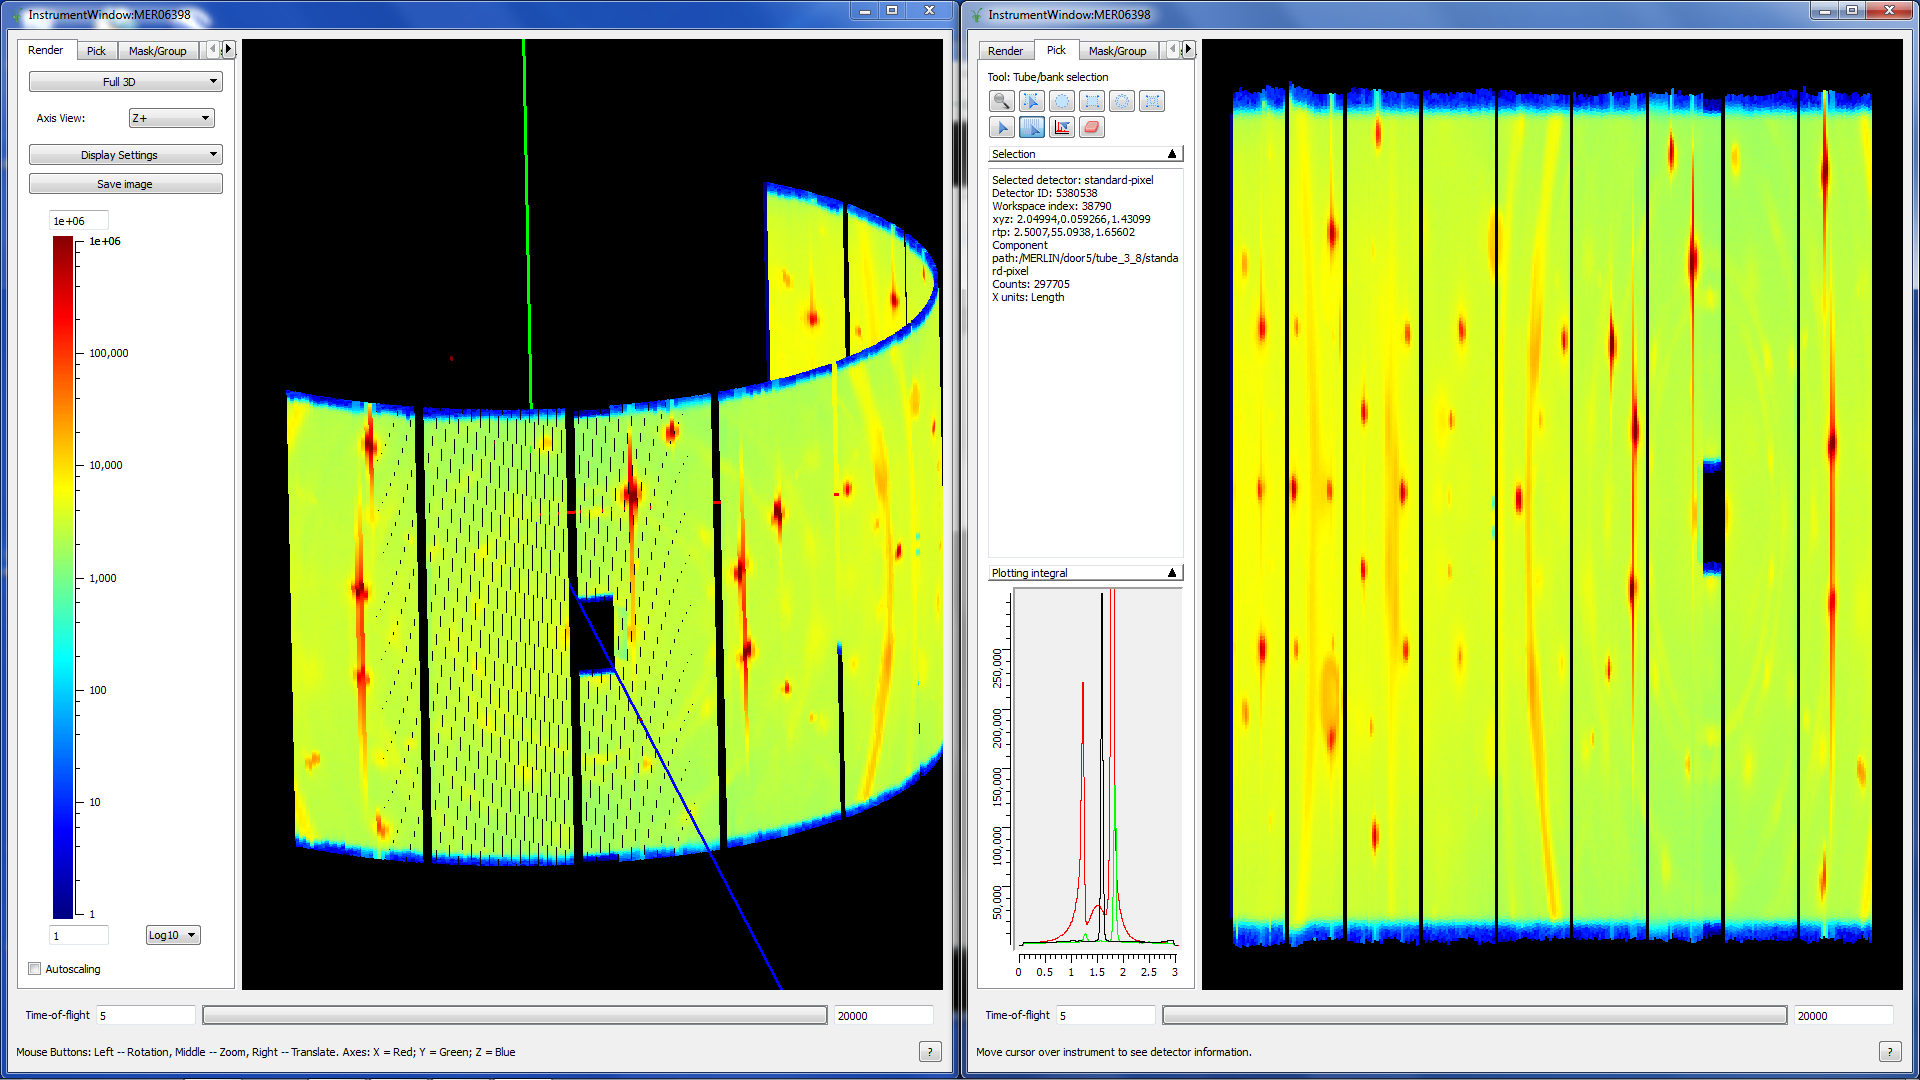 InstrumentWindow:MER06398
Render
Pick
Mask/Group
Full 3D
Axis View:
Z+
Display Settings
Save image
1e+06
1e+06
100,000
10,000
1,000
100
10
1
1
Log10
Autoscaling
Time-of-flight
5
20000
Mouse Buttons: Left -- Rotation, Middle -- Zoom, Right -- Translate. Axes: X = Red; Y = Green; Z = Blue
?
InstrumentWindow:MER06398
Render
Pick
Mask/Group
Tool: Tube/bank selection
Selection
Selected detector: standard-pixel
Detector ID: 5380538
Workspace index: 38790
xyz: 2.04994,0.059266,1.43099
rtp: 2.5007,55.0938,1.65602
Component
path:/MERLIN/door5/tube_3_8/standa
rd-pixel
Counts: 297705
X units: Length
Plotting integral
250,000
200,000
150,000
100,000
50,000
0
0 0.5 1 1.5 2 2.5 3
Time-of-flight
5
20000
Move cursor over instrument to see detector information.
?